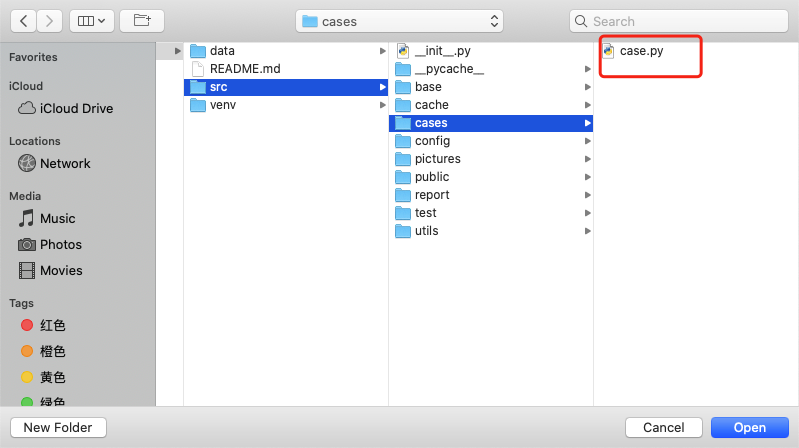 cases
Search
Favorites
iCloud
iCloud Drive
Locations
Network
Media
Music
Photos
Movies
Tags
红色
橙色
黄色
绿色
data
README.md
src
venv
__init__.py
__pycache__
base
cache
cases
config
pictures
public
report
test
utils
case.py
New Folder
Cancel
Open